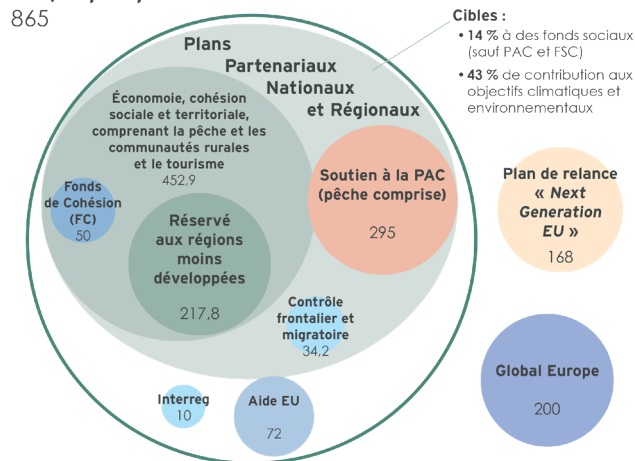 865
Cibles :
• 14 % à des fonds sociaux
(sauf PAC et FSC)
• 43 % de contribution aux
objectifs climatiques et
environnementaux
Plans
Partenariaux
Nationaux
et Régionaux
Économoie, cohésion
sociale et territoriale,
comprenant la pêche et les
communautés rurales
et le tourisme
452,9
Fonds
de Cohésion
(FC)
50
Réservé
aux régions
moins
développées
217,8
Soutien à la PAC
(pêche comprise)
295
Contrôle
frontalier et
migratoire
34,2
Interreg
10
Aide EU
72
Plan de relance
« Next
Generation
EU »
168
Global Europe
200